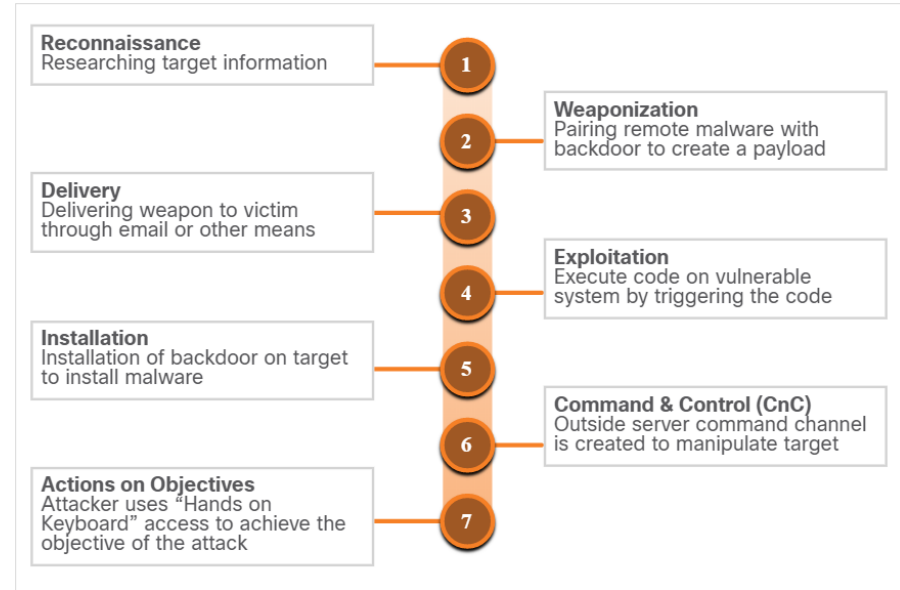 Reconnaissance
Researching target information
1
Weaponization
Pairing remote malware with
backdoor to create a payload
2
Delivery
Delivering weapon to victim
through email or other means
3
Exploitation
Execute code on vulnerable
system by triggering the code
4
Installation
Installation of backdoor on target
to install malware
5
Command & Control (CnC)
Outside server command channel
is created to manipulate target
6
Actions on Objectives
Attacker uses “Hands on
Keyboard” access to achieve the
objective of the attack
7